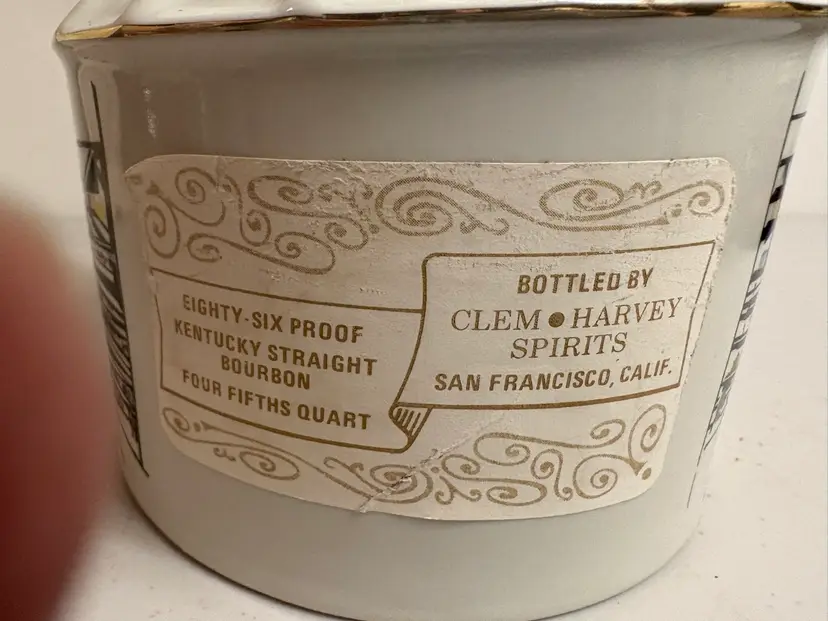 EIGHTY-SIX PROOF
KENTUCKY STRAIGHT
BOURBON
FOUR FIFTHS QUART
BOTTLED BY
CLEM • HARVEY
SPIRITS
SAN FRANCISCO, CALIF.